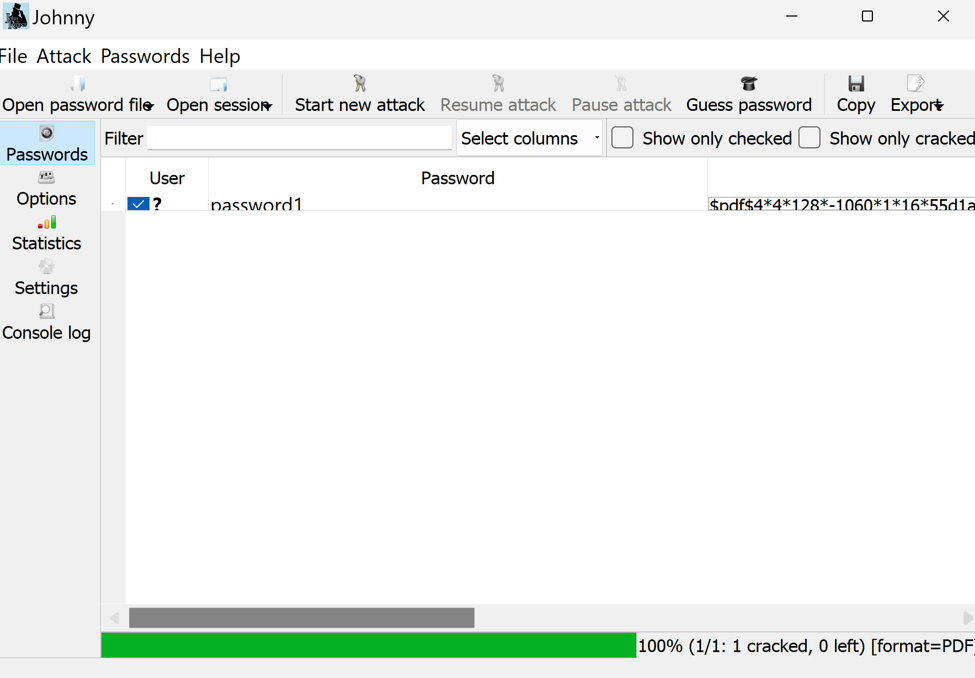 Johnny
File Attack Passwords Help
Open password file Open session Start new attack Resume attack Pause attack Guess password Copy Export
Passwords
Options
Statistics
Settings
Console log
Filter Select columns Show only checked Show only cracked
User Password
? password1 $pdf$4*4*128*-1060*1*16*55d1a
100% (1/1: 1 cracked, 0 left) [format=PDF]